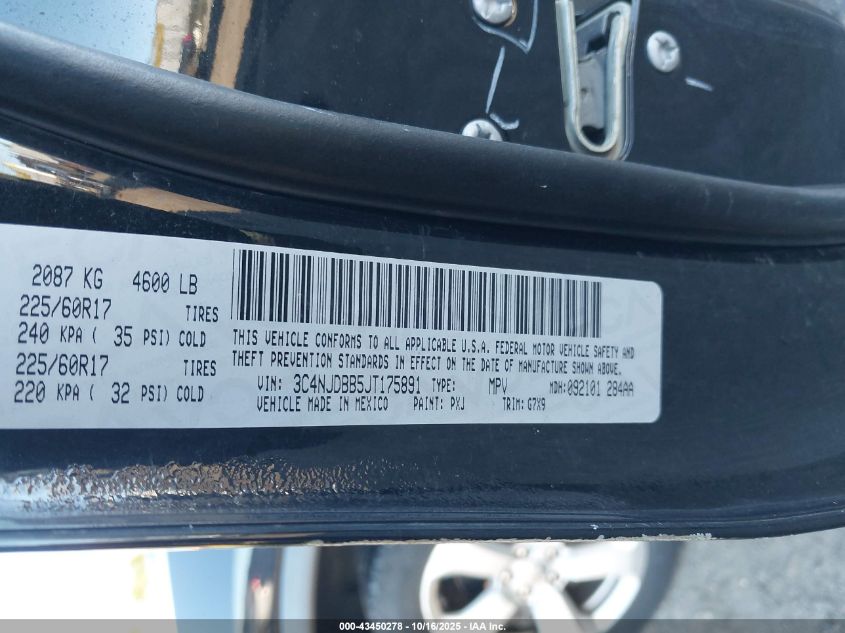 2087 KG 4600 LB
225/60R17 TIRES
240 KPA ( 35 PSI) COLD
225/60R17 TIRES
220 KPA ( 32 PSI) COLD
THIS VEHICLE CONFORMS TO ALL APPLICABLE U.S.A. FEDERAL MOTOR VEHICLE SAFETY AND
THEFT PREVENTION STANDARDS IN EFFECT ON THE DATE OF MANUFACTURE SHOWN ABOVE.
VIN: 3C4NJDBB5JT175891 TYPE: MPV MDH:092101 284AA
VEHICLE MADE IN MEXICO PAINT: PXJ TRIM: G7X9
000-43450278 - 10/16/2025 - IAA Inc.